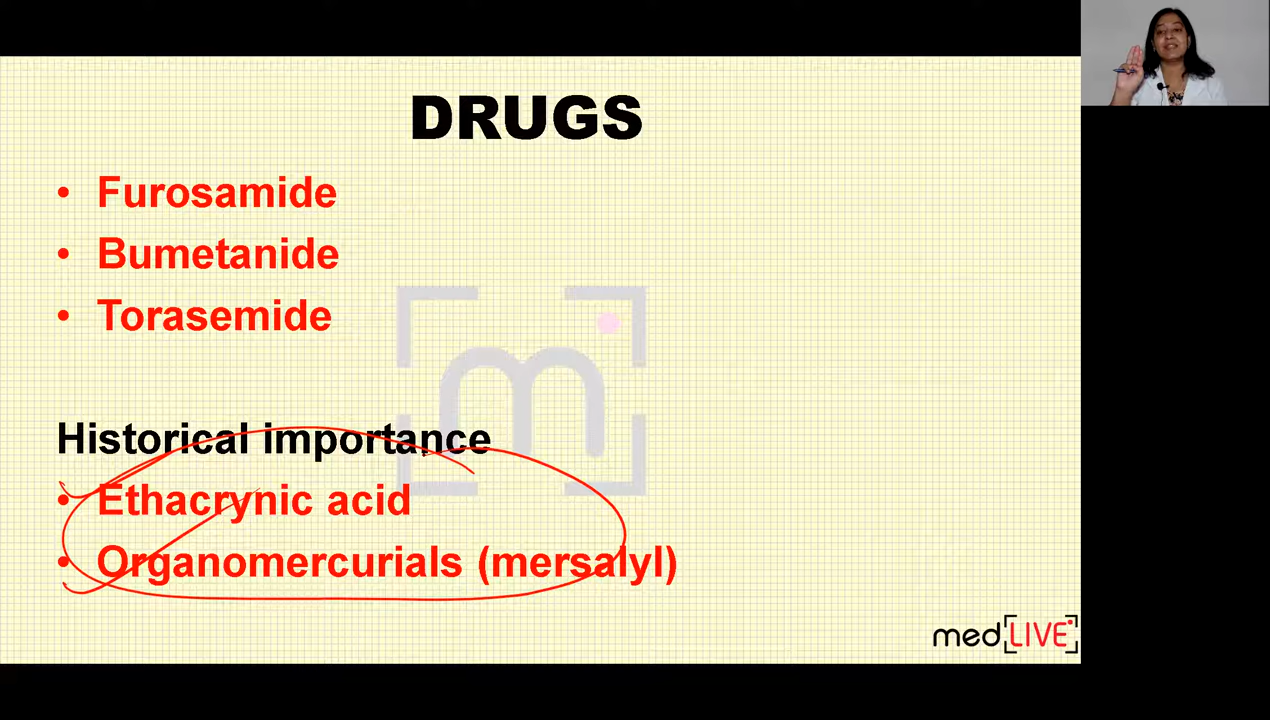 DRUGS
• Furosamide
• Bumetanide
• Torasemide
Historical importance
• Ethacrynic acid
• Organomercurials (mersalyl)
med[LIVE]